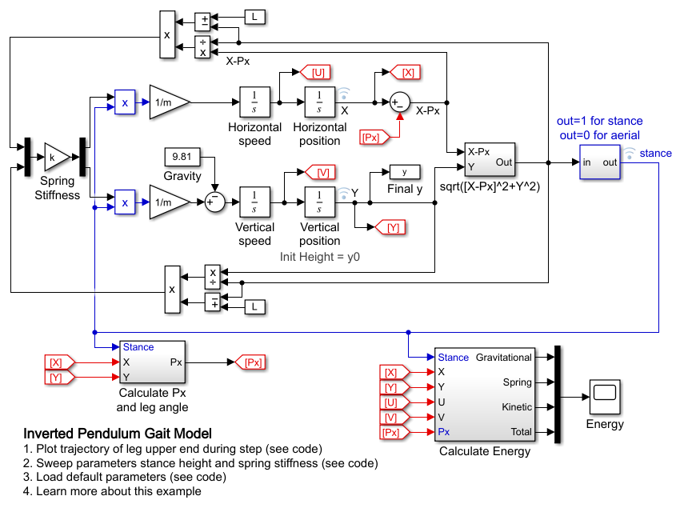 L
±
x
÷
x
X-Px
[U]
[X]
x
1/m
1
s
1
s
X
X-Px
Horizontal
speed
Horizontal
position
[Px]
out=1 for stance
out=0 for aerial
k
Spring
Stiffness
9.81
Gravity
[V]
X-Px
Y
Out
in
out
stance
sqrt([X-Px]^2+Y^2)
x
1/m
1
s
1
s
Y
y
Final y
Vertical
speed
Vertical
position
[Y]
Init Height = y0
x
x
÷
L
Stance
X
Y
Px
[X]
[Y]
[Px]
Calculate Px
and leg angle
Stance
X
Y
U
V
Px
Gravitational
Spring
Kinetic
Total
[X]
[Y]
[U]
[V]
[Px]
Calculate Energy
Energy
Inverted Pendulum Gait Model
1. Plot trajectory of leg upper end during step (see code)
2. Sweep parameters stance height and spring stiffness (see code)
3. Load default parameters (see code)
4. Learn more about this example